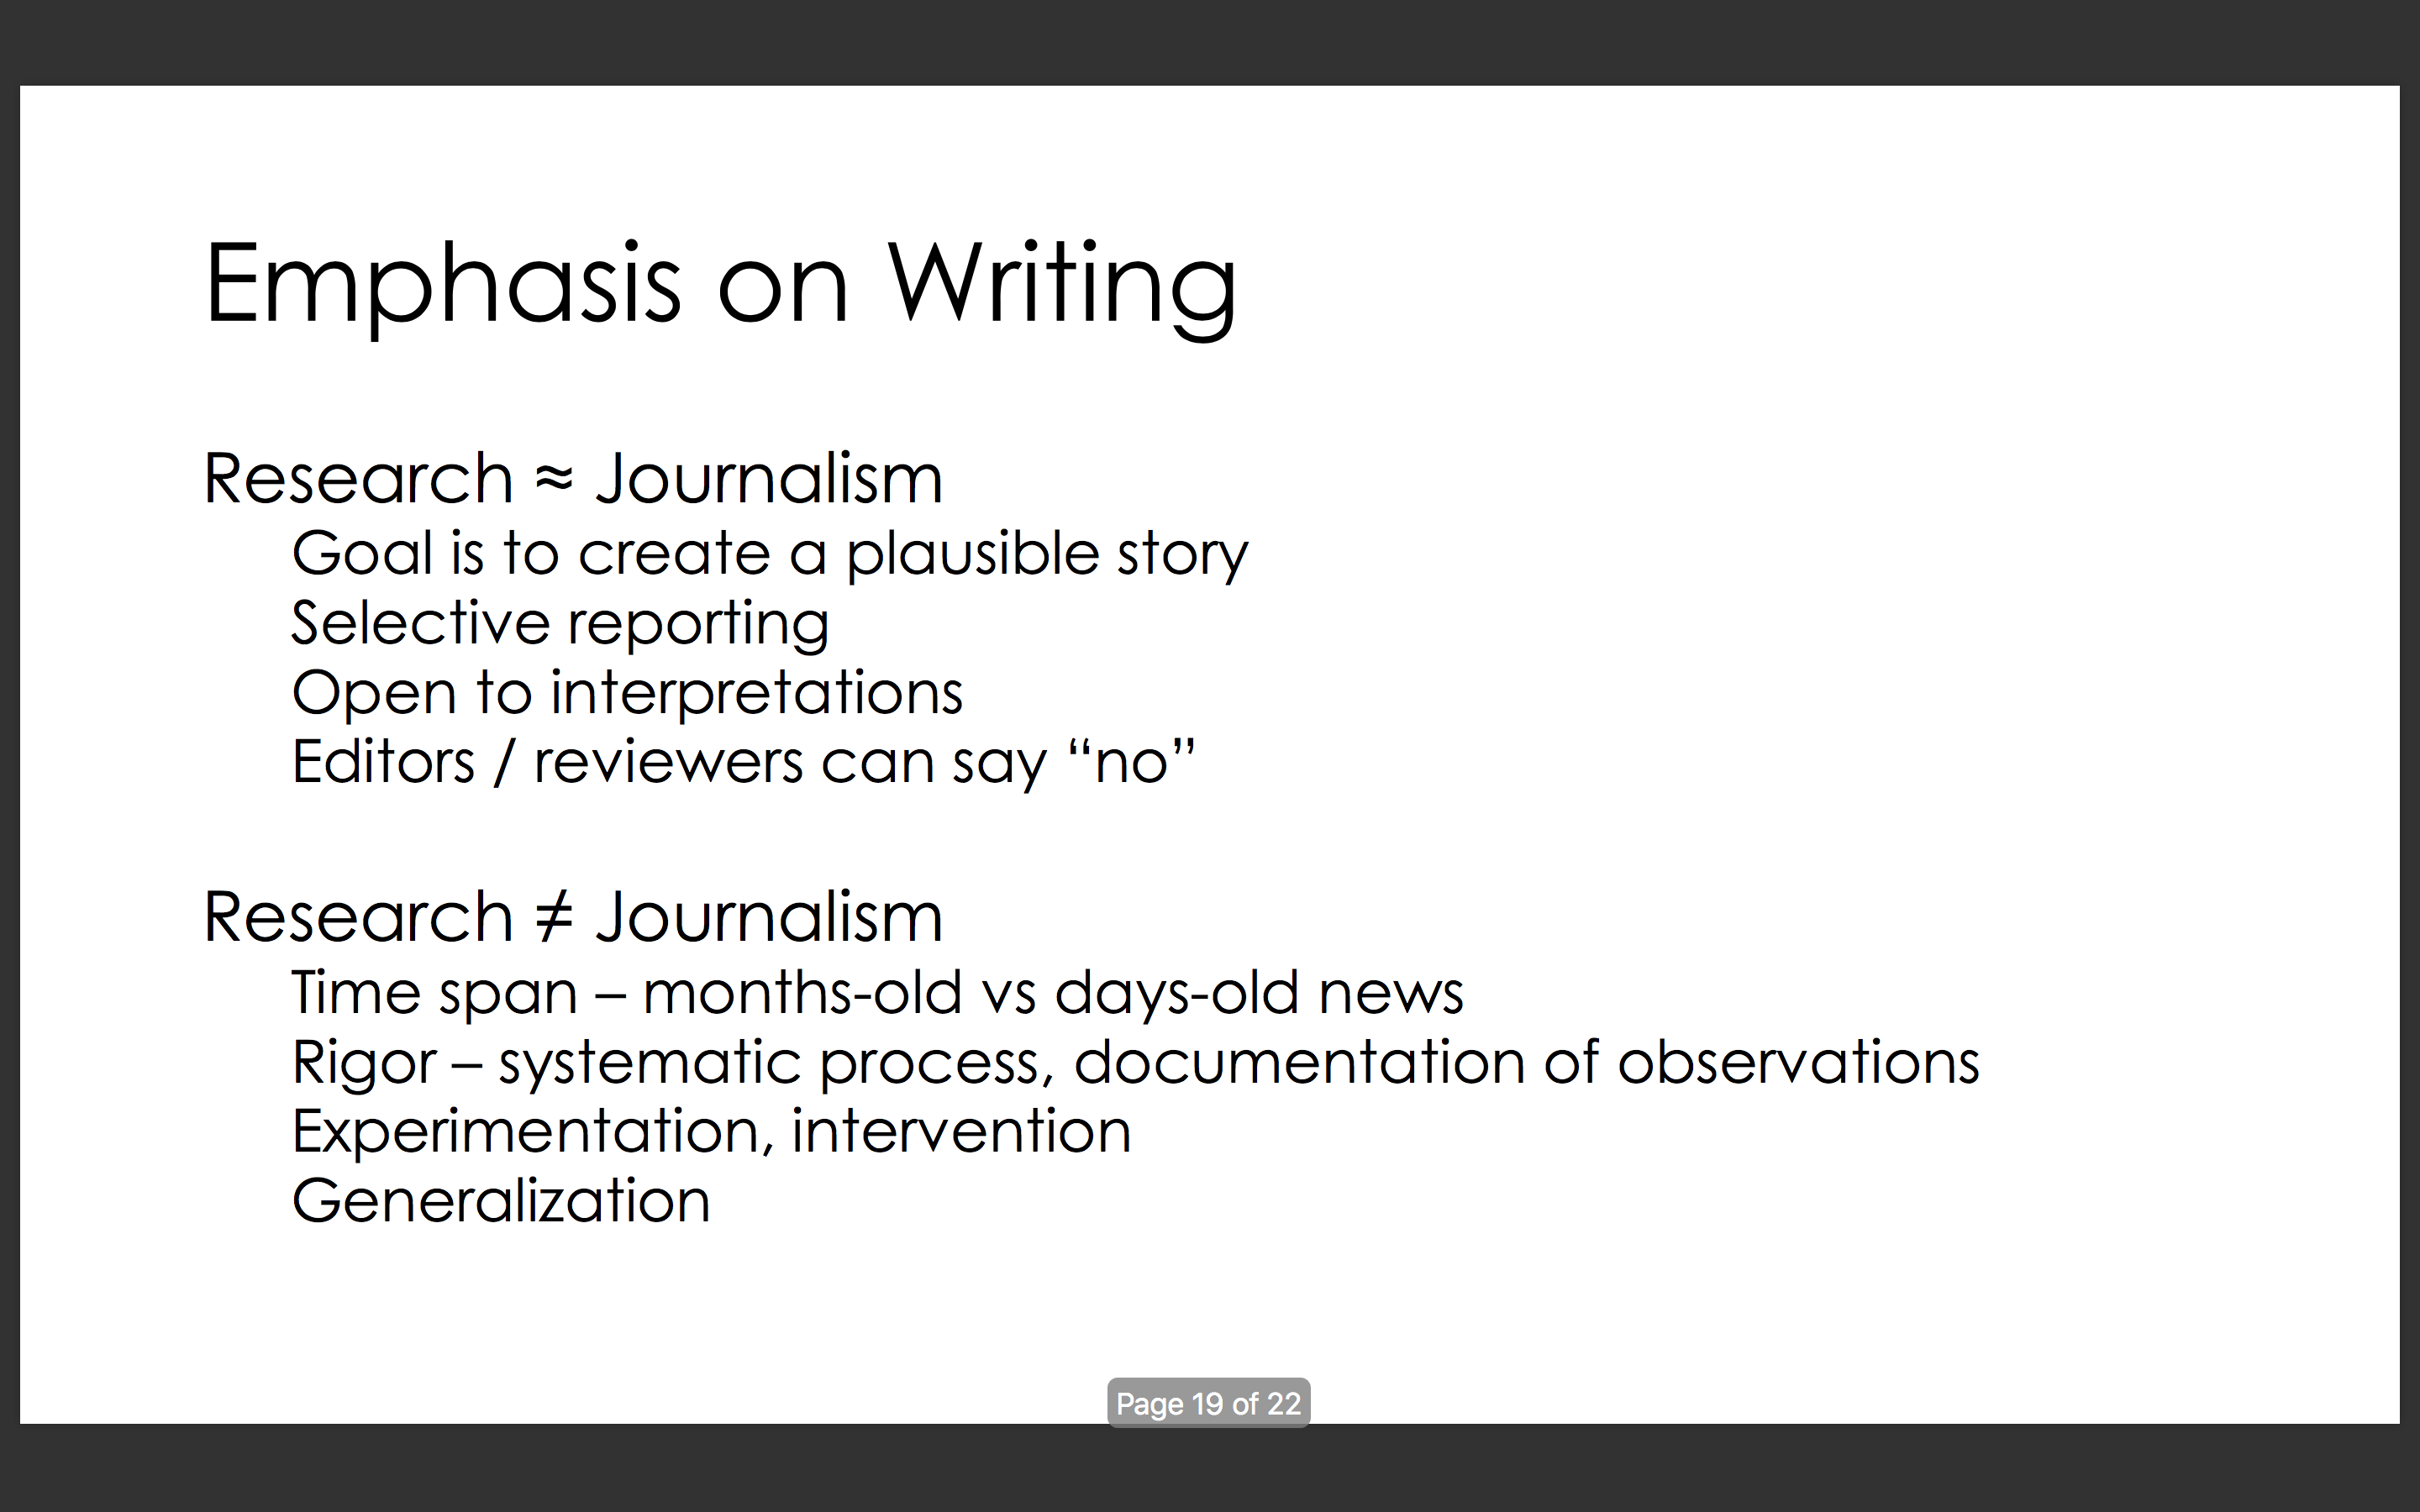 Emphasis on Writing
Research ≈ Journalism
Goal is to create a plausible story
Selective reporting
Open to interpretations
Editors / reviewers can say “no”
Research ≠ Journalism
Time span – months-old vs days-old news
Rigor – systematic process, documentation of observations
Experimentation, intervention
Generalization
Page 19 of 22